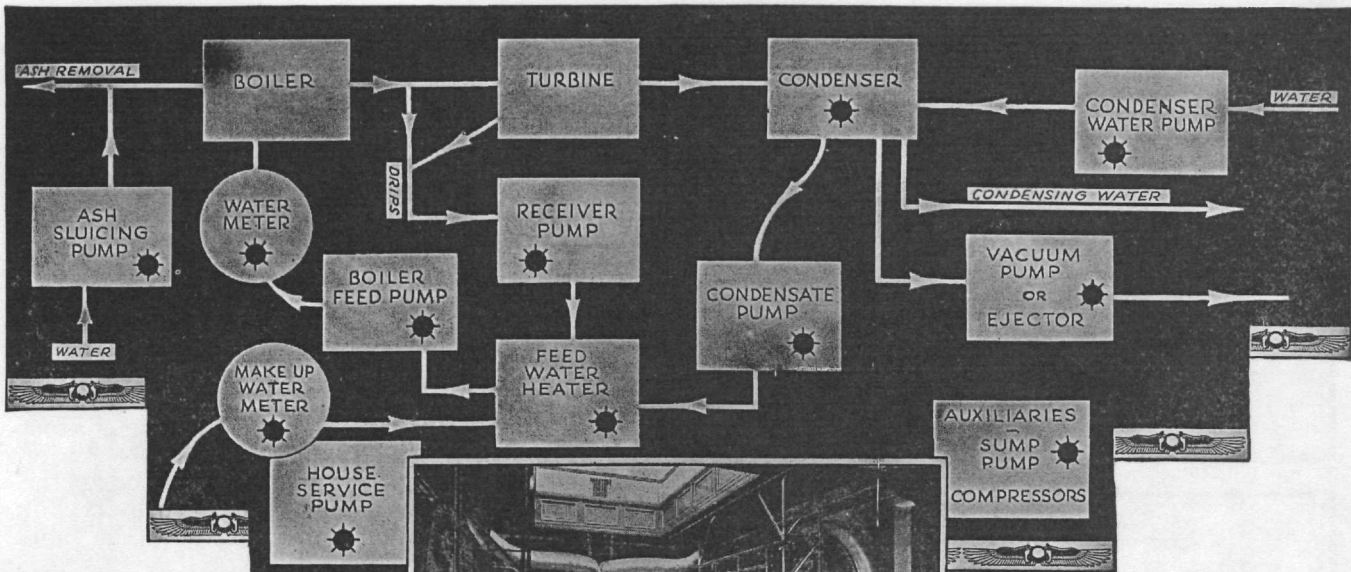 ASH REMOVAL
BOILER
TURBINE
CONDENSER
CONDENSER
WATER PUMP
WATER
ASH
SLUICING
PUMP
WATER
METER
DRIPS
RECEIVER
PUMP
CONDENSING WATER
BOILER
FEED PUMP
CONDENSATE
PUMP
VACUUM
PUMP
OR
EJECTOR
WATER
MAKE UP
WATER
METER
FEED
WATER
HEATER
HOUSE-
SERVICE
PUMP
AUXILIARIES
SUMP
PUMP
COMPRESSORS